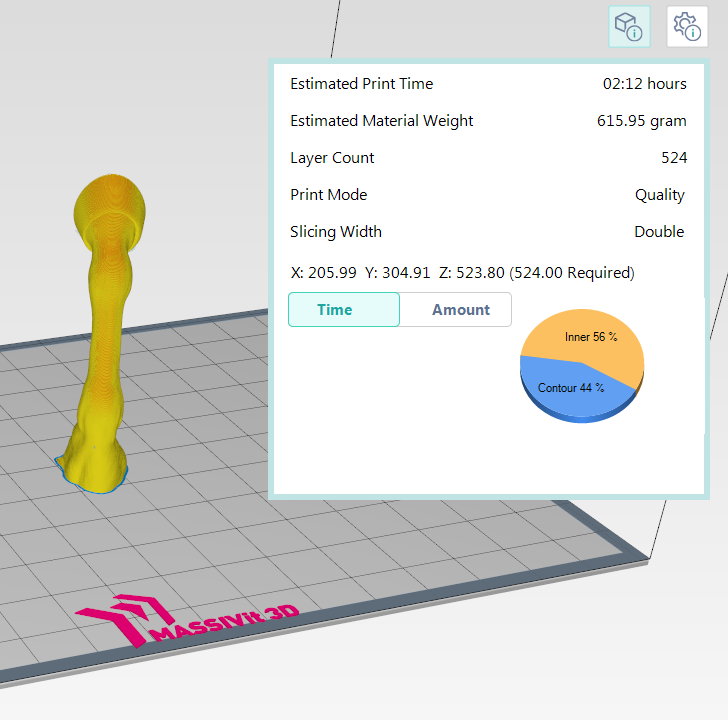 Estimated Print Time 02:12 hours
Estimated Material Weight 615.95 gram
Layer Count 524
Print Mode Quality
Slicing Width Double
X: 205.99 Y: 304.91 Z: 523.80 (524.00 Required)
Time Amount
Inner 56 %
Contour 44 %
MASSIVit 3D